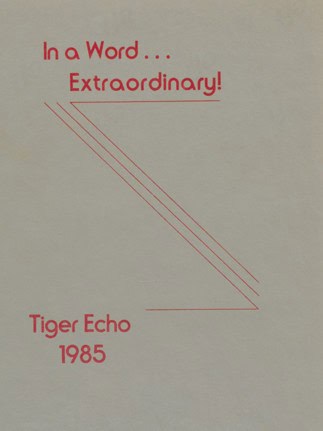 In a Word...
Extraordinary!
Tiger Echo
1985